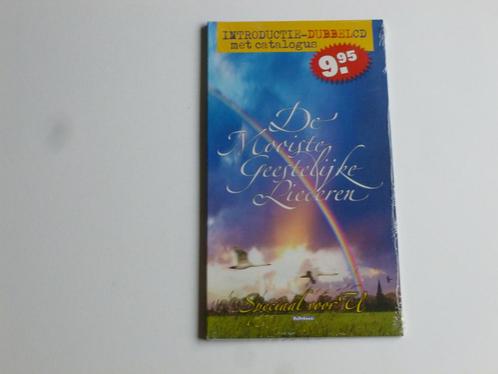 INTRODUCTIE-DUBBELCD
met catalogus
9.95
De
Mooiste
Geestelijke
Liederen
Speciaal voor U